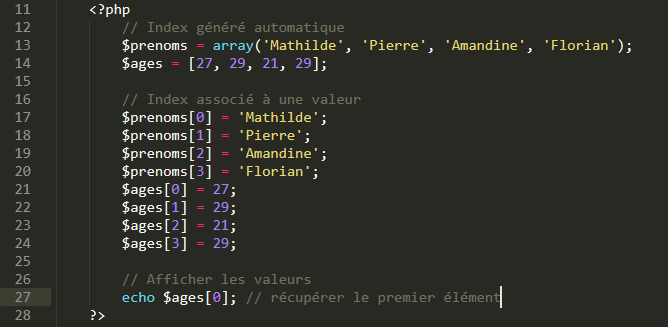 11 <?php
12 // Index généré automatique
13 $prenoms = array('Mathilde', 'Pierre', 'Amandine', 'Florian');
14 $ages = [27, 29, 21, 29];
15
16 // Index associé à une valeur
17 $prenoms[0] = 'Mathilde';
18 $prenoms[1] = 'Pierre';
19 $prenoms[2] = 'Amandine';
20 $prenoms[3] = 'Florian';
21 $ages[0] = 27;
22 $ages[1] = 29;
23 $ages[2] = 21;
24 $ages[3] = 29;
25
26 // Afficher les valeurs
27 echo $ages[0]; // récupérer le premier élément
28 ?>